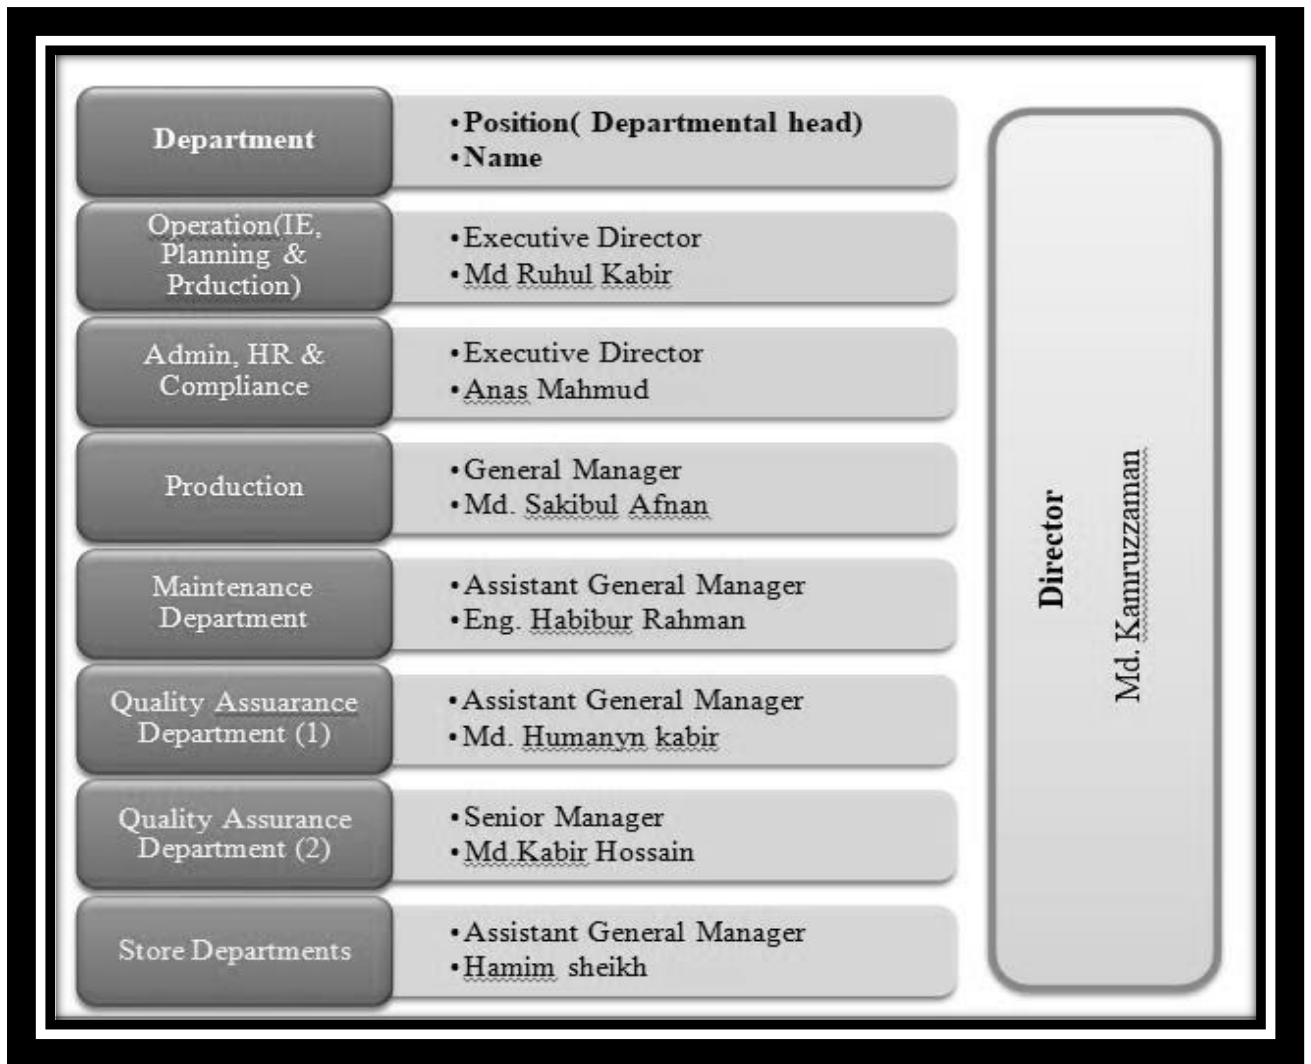 Department
•Position( Departmental head)
•Name
Operation(IE,
Planning &
Prduction)
•Executive Director
•Md Ruhul Kabir
Admin, HR &
Compliance
•Executive Director
•Anas Mahmud
Production
•General Manager
•Md. Sakibul Afnan
Maintenance
Department
•Assistant General Manager
•Eng. Habibur Rahman
Quality Assuarance
Department (1)
•Assistant General Manager
•Md. Humanyn kabir
Quality Assurance
Department (2)
•Senior Manager
•Md.Kabir Hossain
Store Departments
•Assistant General Manager
•Hamim sheikh
Director
Md. Kamruzzaman